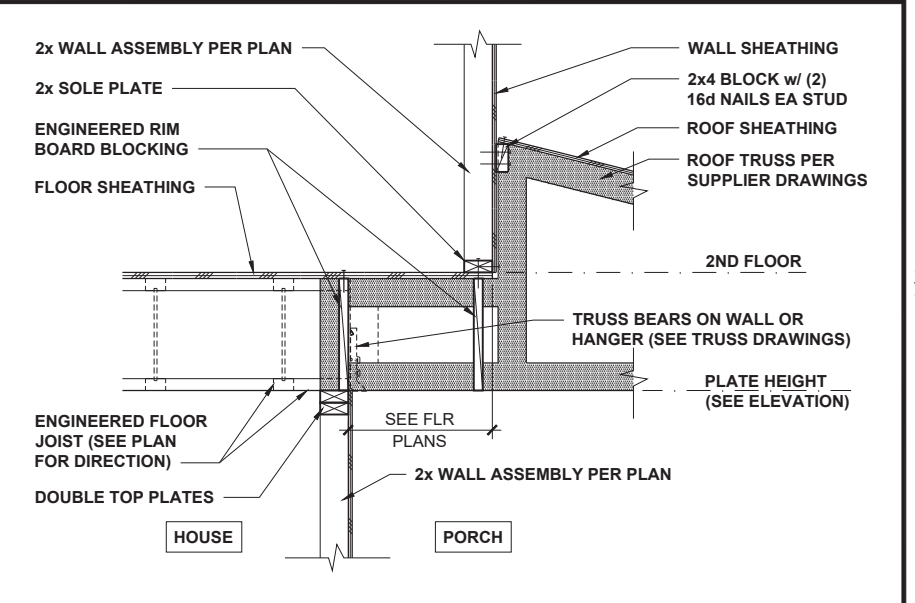 2x WALL ASSEMBLY PER PLAN
2x SOLE PLATE
ENGINEERED RIM
BOARD BLOCKING
FLOOR SHEATHING
WALL SHEATHING
2x4 BLOCK w/ (2)
16d NAILS EA STUD
ROOF SHEATHING
ROOF TRUSS PER
SUPPLIER DRAWINGS
2ND FLOOR
TRUSS BEARS ON WALL OR
HANGER (SEE TRUSS DRAWINGS)
PLATE HEIGHT
(SEE ELEVATION)
ENGINEERED FLOOR
JOIST (SEE PLAN
FOR DIRECTION)
DOUBLE TOP PLATES
SEE FLR
PLANS
2x WALL ASSEMBLY PER PLAN
HOUSE
PORCH